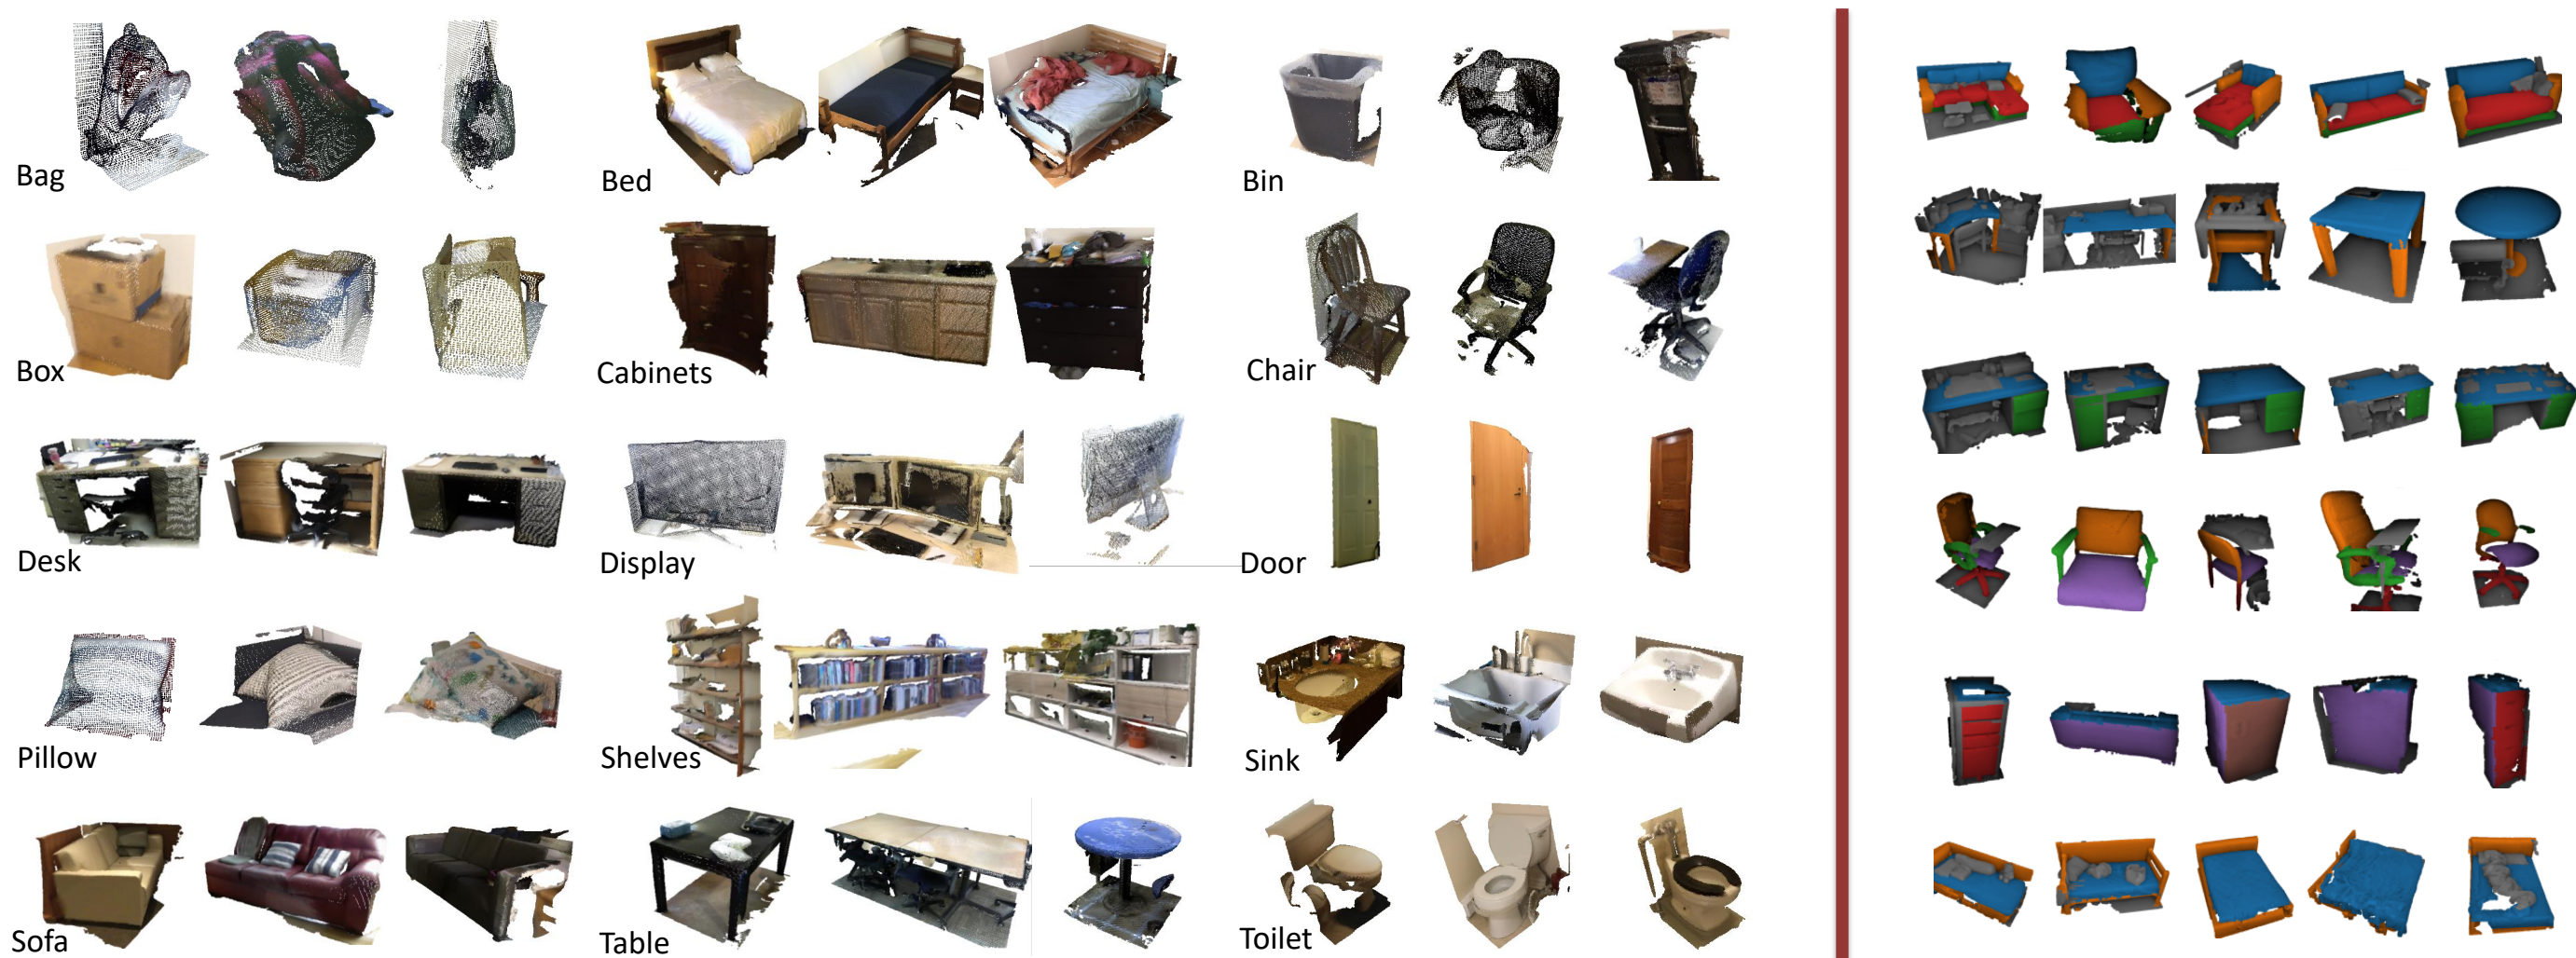 Bag
Bed
Bin
Box
Cabinets
Chair
Desk
Display
Door
Pillow
Shelves
Sink
Sofa
Table
Toilet